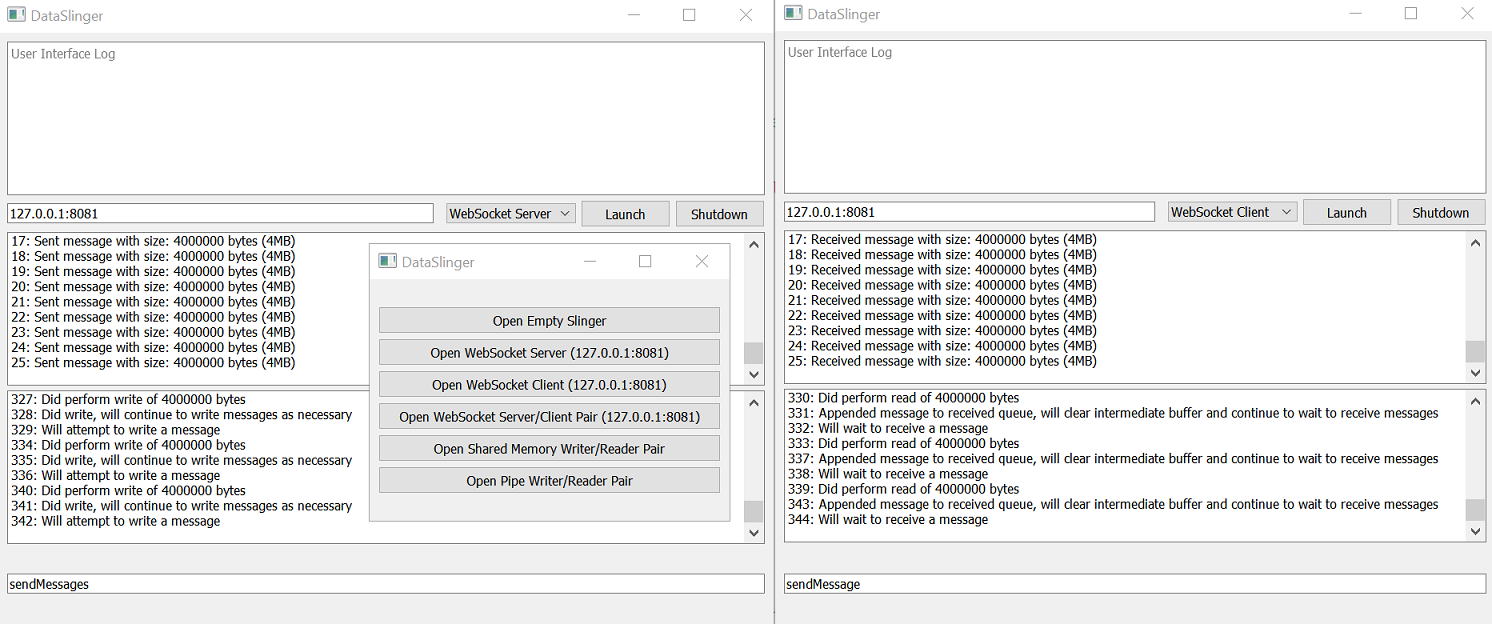 DataSlinger
User Interface Log
127.0.0.1:8081
WebSocket Server
Launch
Shutdown
17: Sent message with size: 4000000 bytes (4MB)
18: Sent message with size: 4000000 bytes (4MB)
19: Sent message with size: 4000000 bytes (4MB)
20: Sent message with size: 4000000 bytes (4MB)
21: Sent message with size: 4000000 bytes (4MB)
22: Sent message with size: 4000000 bytes (4MB)
23: Sent message with size: 4000000 bytes (4MB)
24: Sent message with size: 4000000 bytes (4MB)
25: Sent message with size: 4000000 bytes (4MB)
327: Did perform write of 4000000 bytes
328: Did write, will continue to write messages as necessary
329: Will attempt to write a message
334: Did perform write of 4000000 bytes
335: Did write, will continue to write messages as necessary
336: Will attempt to write a message
340: Did perform write of 4000000 bytes
341: Did write, will continue to write messages as necessary
342: Will attempt to write a message
sendMessages
DataSlinger
Open Empty Slinger
Open WebSocket Server (127.0.0.1:8081)
Open WebSocket Client (127.0.0.1:8081)
Open WebSocket Server/Client Pair (127.0.0.1:8081)
Open Shared Memory Writer/Reader Pair
Open Pipe Writer/Reader Pair
DataSlinger
User Interface Log
127.0.0.1:8081
WebSocket Client
Launch
Shutdown
17: Received message with size: 4000000 bytes (4MB)
18: Received message with size: 4000000 bytes (4MB)
19: Received message with size: 4000000 bytes (4MB)
20: Received message with size: 4000000 bytes (4MB)
21: Received message with size: 4000000 bytes (4MB)
22: Received message with size: 4000000 bytes (4MB)
23: Received message with size: 4000000 bytes (4MB)
24: Received message with size: 4000000 bytes (4MB)
25: Received message with size: 4000000 bytes (4MB)
330: Did perform read of 4000000 bytes
331: Appended message to received queue, will clear intermediate buffer and continue to wait to receive messages
332: Will wait to receive a message
333: Did perform read of 4000000 bytes
337: Appended message to received queue, will clear intermediate buffer and continue to wait to receive messages
338: Will wait to receive a message
339: Did perform read of 4000000 bytes
343: Appended message to received queue, will clear intermediate buffer and continue to wait to receive messages
344: Will wait to receive a message
sendMessage